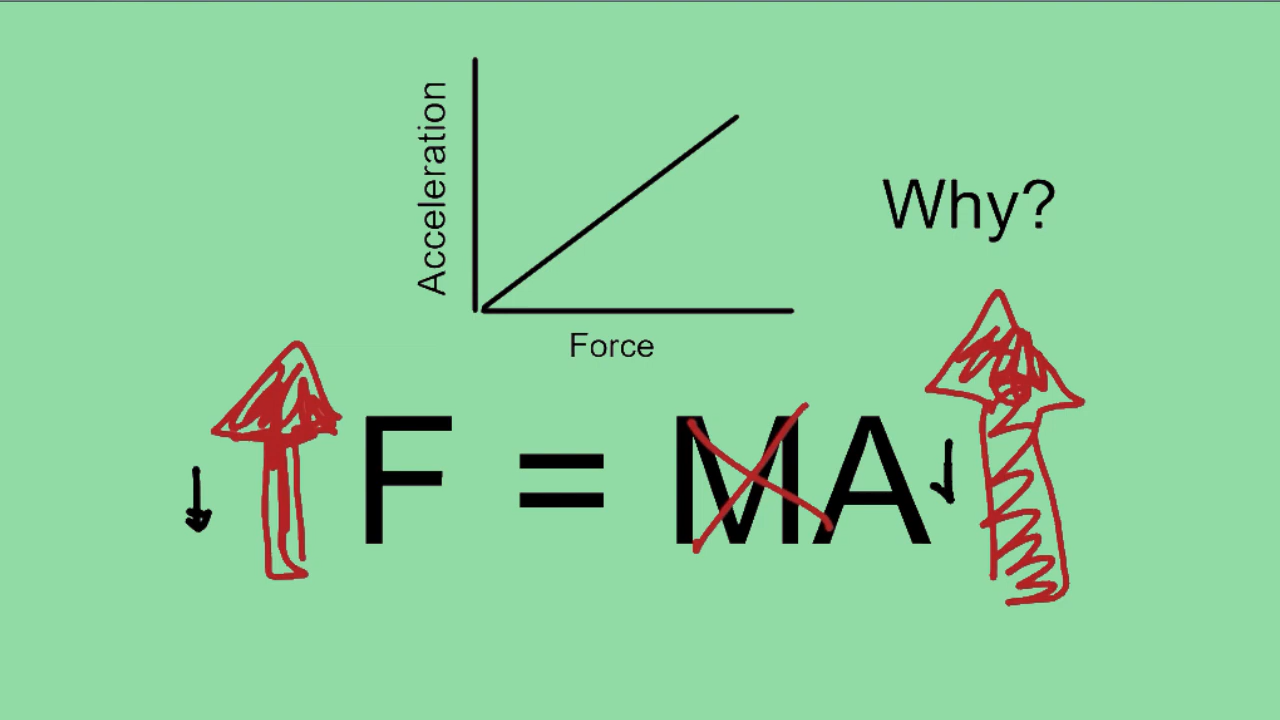 Acceleration
Why?
Force
F = MA